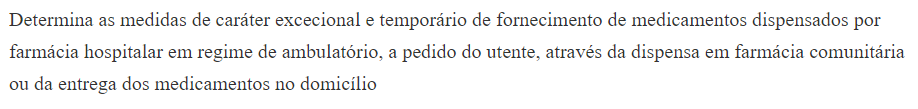 Determina as medidas de caráter excecional e temporário de fornecimento de medicamentos dispensados por
farmácia hospitalar em regime de ambulatório, a pedido do utente, através da dispensa em farmácia comunitária
ou da entrega dos medicamentos no domicílio